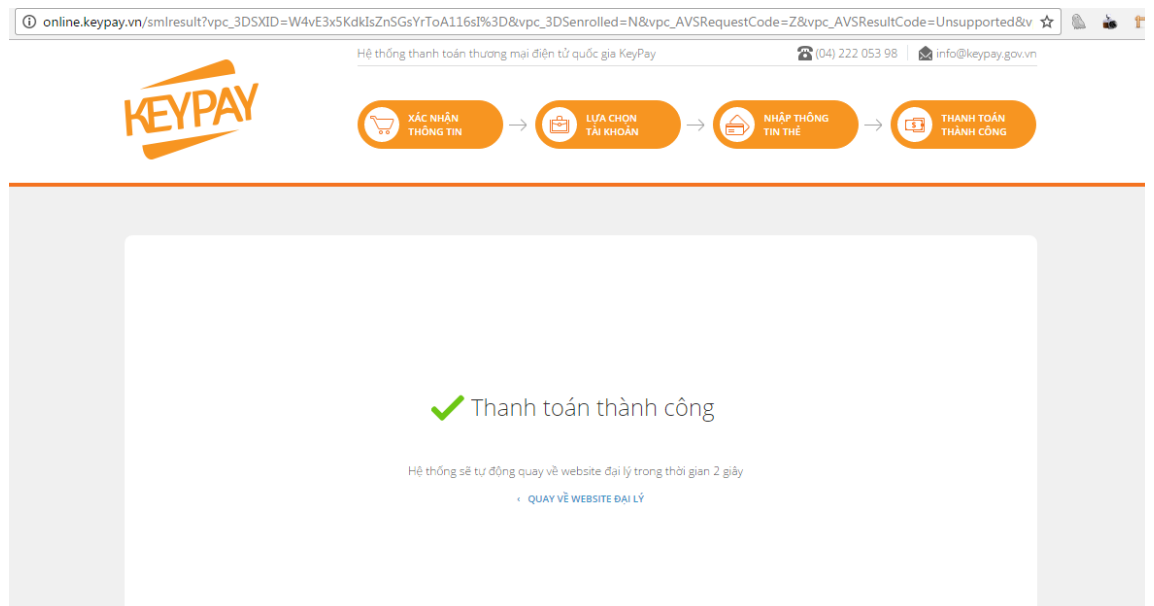 online.keypay.vn/smlresult?vpc_3DSXID=W4vE3x5KdkIsZnSGsYrToA116sI%3D&vpc_3DSenrolled=N&vpc_AVSRequestCode=Z&vpc_AVSResultCode=Unsupported&v
Hệ thống thanh toán thương mại điện tử quốc gia KeyPay
(04) 222 053 98
info@keypay.gov.vn
KEYPAY
XÁC NHẬN
THÔNG TIN
LỰA CHỌN
TÀI KHOẢN
NHẬP THÔNG
TIN THẺ
THANH TOÁN
THÀNH CÔNG
Thanh toán thành công
Hệ thống sẽ tự động quay về website đại lý trong thời gian 2 giây
‹ QUAY VỀ WEBSITE ĐẠI LÝ